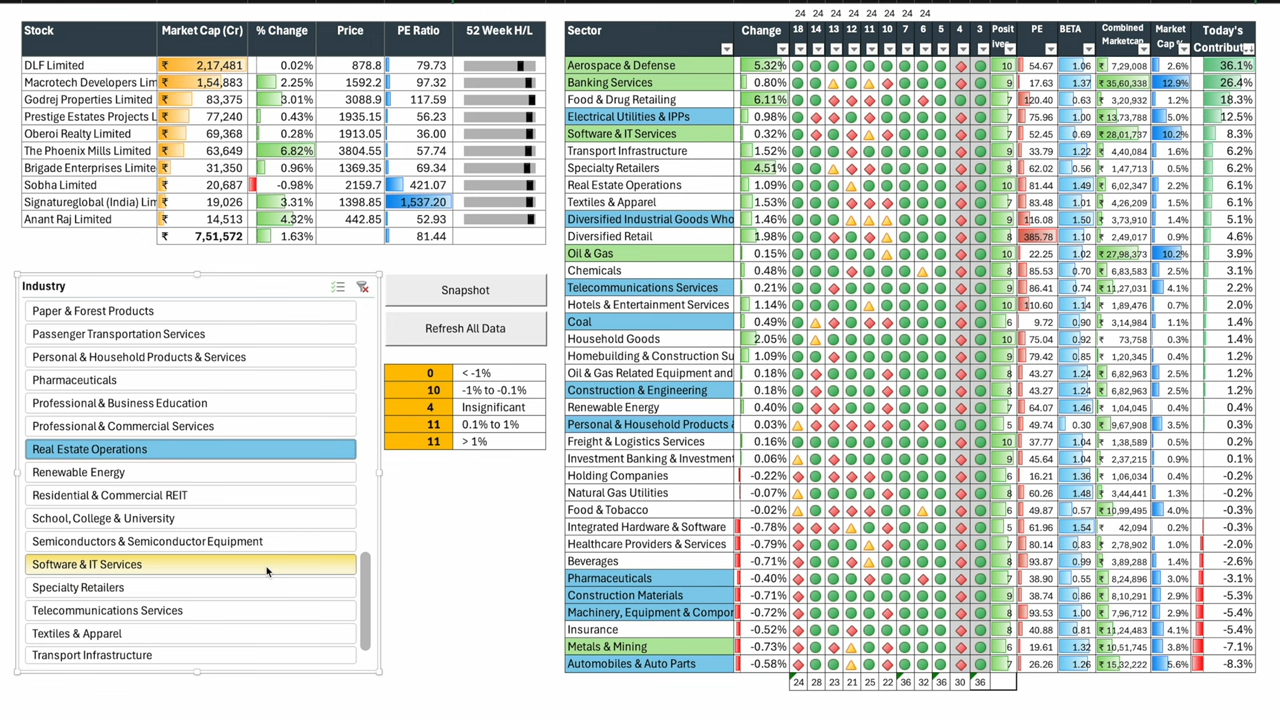 Stock Market Cap (Cr) % Change Price PE Ratio 52 Week H/L
DLF Limited ₹ 2,17,481 0.02% 878.8 79.73
Macrotech Developers Lim ₹ 1,54,883 2.25% 1592.2 97.32
Godrej Properties Limited ₹ 83,375 3.01% 3088.9 117.59
Prestige Estates Projects L ₹ 77,240 0.43% 1935.15 56.23
Oberoi Realty Limited ₹ 69,368 0.28% 1913.05 36.00
The Phoenix Mills Limited ₹ 63,649 6.82% 3804.55 57.74
Brigade Enterprises Limite ₹ 31,350 0.96% 1369.35 69.34
Sobha Limited ₹ 20,687 -0.98% 2159.7 421.07
Signatureglobal (India) Lim ₹ 19,026 3.31% 1398.85 1,537.20
Anant Raj Limited ₹ 14,513 4.32% 442.85 52.93
₹ 7,51,572 1.63% 81.44
Industry
Paper & Forest Products
Passenger Transportation Services
Personal & Household Products & Services
Pharmaceuticals
Professional & Business Education
Professional & Commercial Services
Real Estate Operations
Renewable Energy
Residential & Commercial REIT
School, College & University
Semiconductors & Semiconductor Equipment
Software & IT Services
Specialty Retailers
Telecommunications Services
Textiles & Apparel
Transport Infrastructure
Snapshot
Refresh All Data
0 < -1%
10 -1% to -0.1%
4 Insignificant
11 0.1% to 1%
11 > 1%
24 24 24 24 24 24 24 24
Sector Change 18 14 13 12 11 10 7 6 5 4 3 Posit PE BETA Combined Marketcap Market Cap % Today's Contribut
Aerospace & Defense 5.32% 10 54.67 1.06 ₹ 7,29,008 2.6% 36.1%
Banking Services 0.80% 7 17.63 1.37 ₹ 35,60,338 12.9% 26.4%
Food & Drug Retailing 6.11% 7 120.40 0.63 ₹ 3,20,932 1.2% 18.3%
Electrical Utilities & IPPs 0.98% 7 75.96 1.00 ₹ 13,73,788 5.0% 12.5%
Software & IT Services 0.32% 7 52.45 0.69 ₹ 28,01,737 10.2% 8.3%
Transport Infrastructure 1.52% 9 33.79 1.22 ₹ 4,40,084 1.6% 6.2%
Specialty Retailers 4.51% 7 62.02 0.56 ₹ 1,47,713 0.5% 6.2%
Real Estate Operations 1.09% 10 81.44 1.49 ₹ 6,02,347 2.2% 6.1%
Textiles & Apparel 1.53% 7 83.48 1.01 ₹ 4,26,209 1.5% 6.1%
Diversified Industrial Goods Who 1.46% 9 116.08 1.50 ₹ 3,73,910 1.4% 5.1%
Diversified Retail 1.98% 8 385.78 1.10 ₹ 2,49,017 0.9% 4.6%
Oil & Gas 0.15% 10 22.25 1.02 ₹ 27,98,373 10.2% 3.9%
Chemicals 0.48% 8 85.53 0.70 ₹ 6,83,583 2.5% 3.1%
Telecommunications Services 0.21% 9 86.41 0.74 ₹ 11,27,031 4.1% 2.2%
Hotels & Entertainment Services 1.14% 10 110.60 1.14 ₹ 1,89,476 0.7% 2.0%
Coal 0.49% 6 9.72 0.90 ₹ 3,14,984 1.1% 1.4%
Household Goods 2.05% 10 75.04 0.92 ₹ 73,758 0.3% 1.4%
Homebuilding & Construction Su 1.09% 9 79.42 0.85 ₹ 1,20,345 0.4% 1.2%
Oil & Gas Related Equipment and 0.18% 8 43.27 1.24 ₹ 6,82,963 2.5% 1.2%
Construction & Engineering 0.18% 8 43.27 1.24 ₹ 6,82,963 2.5% 1.2%
Renewable Energy 0.40% 7 64.07 1.46 ₹ 1,04,045 0.4% 0.4%
Personal & Household Products & 0.03% 5 49.74 0.30 ₹ 9,67,908 3.5% 0.3%
Freight & Logistics Services 0.16% 10 37.77 1.04 ₹ 1,38,589 0.5% 0.2%
Investment Banking & Investment 0.06% 9 45.64 1.04 ₹ 2,37,215 0.9% 0.1%
Holding Companies -0.22% 6 16.21 1.36 ₹ 1,06,034 0.4% -0.2%
Natural Gas Utilities -0.07% 8 60.26 1.48 ₹ 3,44,441 1.3% -0.2%
Food & Tobacco -0.02% 6 49.87 0.57 ₹ 10,99,495 4.0% -0.3%
Integrated Hardware & Software -0.78% 5 61.96 1.54 ₹ 42,094 0.2% -0.3%
Healthcare Providers & Services -0.79% 7 80.14 0.83 ₹ 2,78,902 1.0% -2.0%
Beverages -0.71% 8 93.87 0.99 ₹ 3,89,288 1.4% -2.6%
Pharmaceuticals -0.40% 7 38.90 0.55 ₹ 8,24,896 3.0% -3.1%
Construction Materials -0.71% 9 38.74 0.86 ₹ 8,10,291 2.9% -5.3%
Machinery, Equipment & Compor -0.72% 8 93.53 1.00 ₹ 7,96,712 2.9% -5.4%
Insurance -0.52% 8 40.88 0.81 ₹ 11,24,483 4.1% -5.4%
Metals & Mining -0.73% 6 19.61 1.32 ₹ 10,51,745 3.8% -7.1%
Automobiles & Auto Parts -0.58% 7 26.26 1.26 ₹ 15,32,222 5.6% -8.3%
24 28 23 21 25 22 36 32 36 30 36